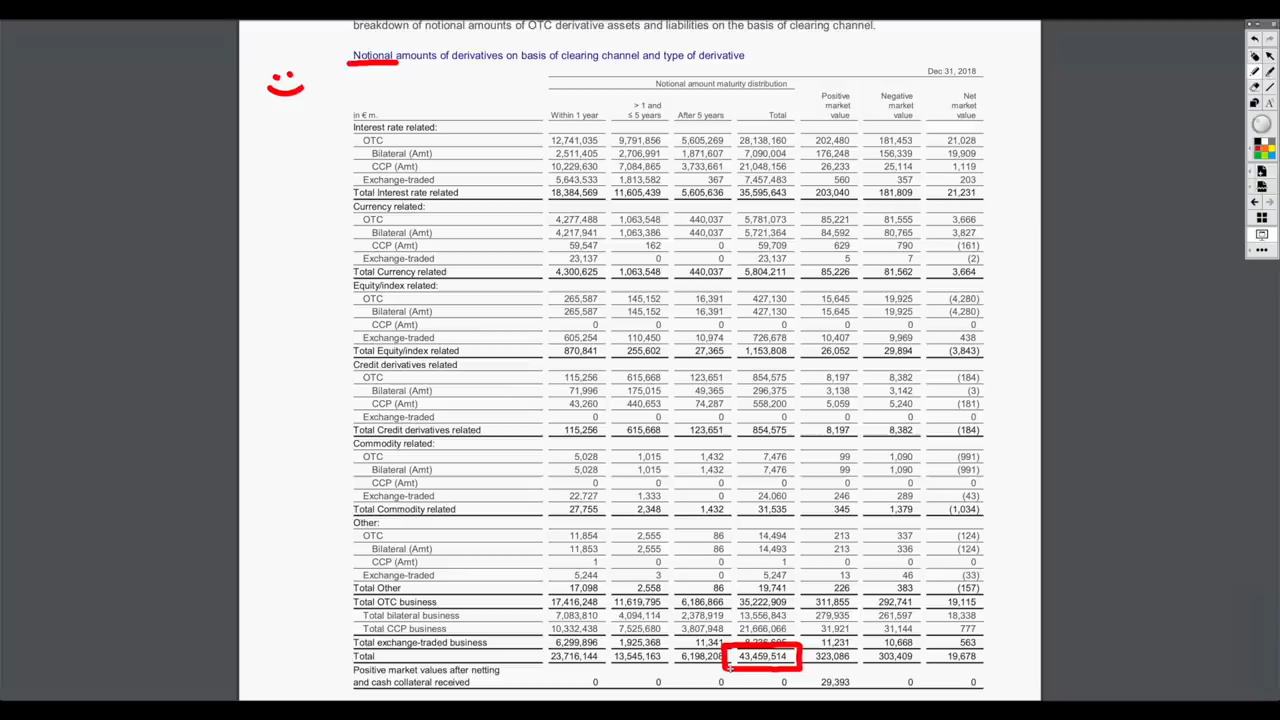 breakdown of notional amounts of OTC derivative assets and liabilities on the basis of clearing channel.
Notional amounts of derivatives on basis of clearing channel and type of derivative
Dec 31, 2018
Notional amount maturity distribution
in € m. Within 1 year > 1 and ≤ 5 years After 5 years Total Positive market value Negative market value Net market value
Interest rate related:
OTC 12,741,035 9,791,856 5,605,269 28,138,160 202,480 181,453 21,028
Bilateral (Amt) 2,511,405 2,706,991 1,871,607 7,090,004 176,248 156,339 19,909
CCP (Amt) 10,229,630 7,084,865 3,733,661 21,048,156 26,233 25,114 1,119
Exchange-traded 5,643,533 1,813,582 367 7,457,483 560 357 203
Total Interest rate related 18,384,569 11,605,439 5,605,636 35,595,643 203,040 181,809 21,231
Currency related:
OTC 4,277,488 1,063,548 440,037 5,781,073 85,221 81,555 3,666
Bilateral (Amt) 4,217,941 1,063,386 440,037 5,721,364 84,592 80,765 3,827
CCP (Amt) 59,547 162 0 59,709 629 790 (161)
Exchange-traded 23,137 0 0 23,137 5 7 (2)
Total Currency related 4,300,625 1,063,548 440,037 5,804,211 85,226 81,562 3,664
Equity/index related:
OTC 265,587 145,152 16,391 427,130 15,645 19,925 (4,280)
Bilateral (Amt) 265,587 145,152 16,391 427,130 15,645 19,925 (4,280)
CCP (Amt) 0 0 0 0 0 0 0
Exchange-traded 605,254 110,450 10,974 726,678 10,407 9,969 438
Total Equity/index related 870,841 255,602 27,365 1,153,808 26,052 29,894 (3,843)
Credit derivatives related
OTC 115,256 615,668 123,651 854,575 8,197 8,382 (184)
Bilateral (Amt) 71,996 175,015 49,365 296,375 3,138 3,142 (3)
CCP (Amt) 43,260 440,653 74,287 558,200 5,059 5,240 (181)
Exchange-traded 0 0 0 0 0 0 0
Total Credit derivatives related 115,256 615,668 123,651 854,575 8,197 8,382 (184)
Commodity related:
OTC 5,028 1,015 1,432 7,476 99 1,090 (991)
Bilateral (Amt) 5,028 1,015 1,432 7,476 99 1,090 (991)
CCP (Amt) 0 0 0 0 0 0 0
Exchange-traded 22,727 1,333 0 24,060 246 289 (43)
Total Commodity related 27,755 2,348 1,432 31,535 345 1,379 (1,034)
Other:
OTC 11,854 2,555 86 14,494 213 337 (124)
Bilateral (Amt) 11,853 2,555 86 14,493 213 336 (124)
CCP (Amt) 1 0 0 1 0 0 0
Exchange-traded 5,244 3 0 5,247 13 46 (33)
Total Other 17,098 2,558 86 19,741 226 383 (157)
Total OTC business 17,416,248 11,619,795 6,186,866 35,222,909 311,855 292,741 19,115
Total bilateral business 7,083,810 4,094,114 2,378,919 13,556,843 279,935 261,597 18,338
Total CCP business 10,332,438 7,525,680 3,807,948 21,666,066 31,921 31,144 777
Total exchange-traded business 6,299,896 1,925,368 11,341 11,231 10,668 563
Total 23,716,144 13,545,163 6,198,208 43,459,514 323,086 303,409 19,678
Positive market values after netting
and cash collateral received 0 0 0 0 29,393 0 0